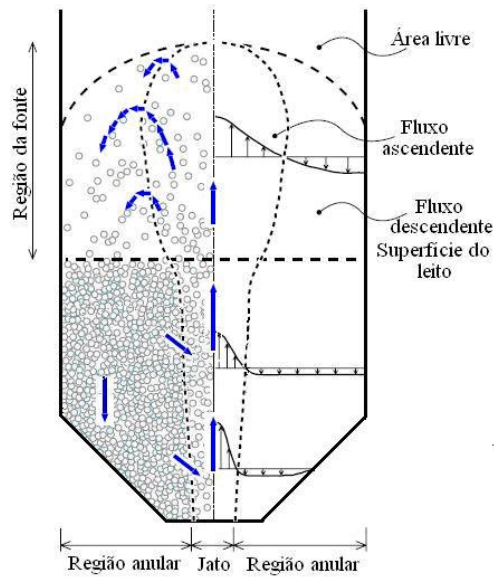 Área livre
Região da fonte
Fluxo
ascendente
Fluxo
descendente
Superfície do
leito
Região anular
Jato
Região anular